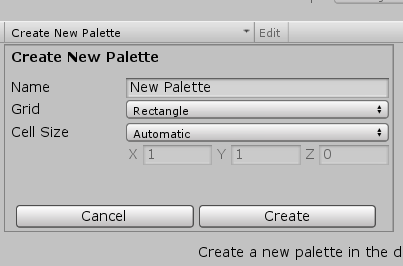 Create New Palette Edit
Create New Palette
Name New Palette
Grid Rectangle
Cell Size Automatic
X 1 Y 1 Z 0
Cancel Create
Create a new palette in the d